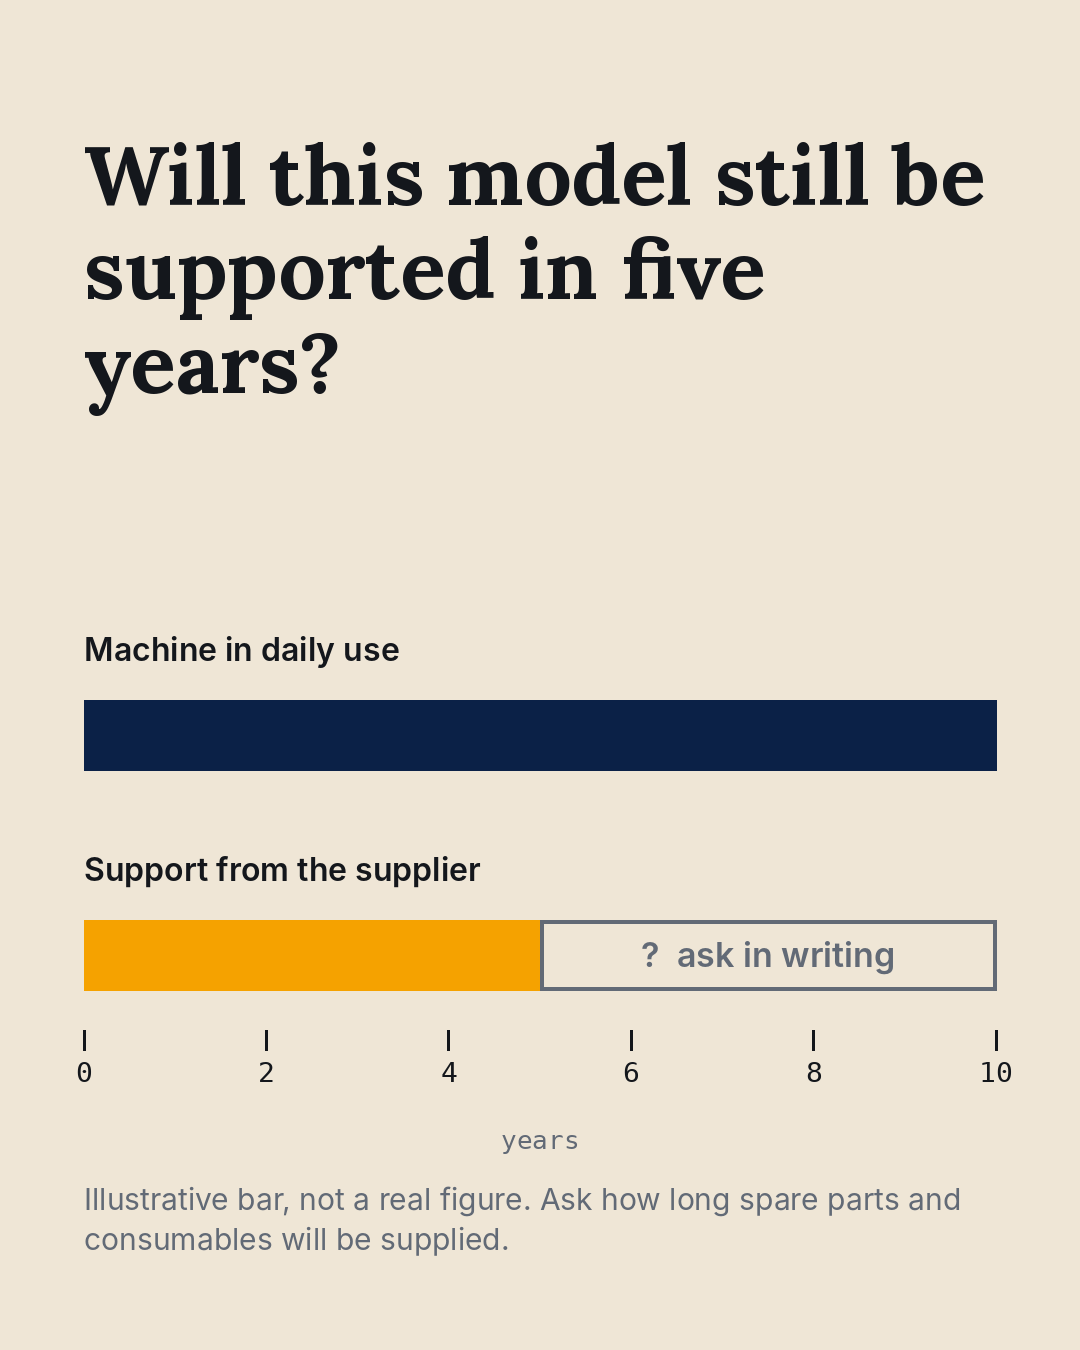 Will this model still be
supported in five
years?
Machine in daily use
Support from the supplier
? ask in writing
0 2 4 6 8 10
years
Illustrative bar, not a real figure. Ask how long spare parts and
consumables will be supplied.